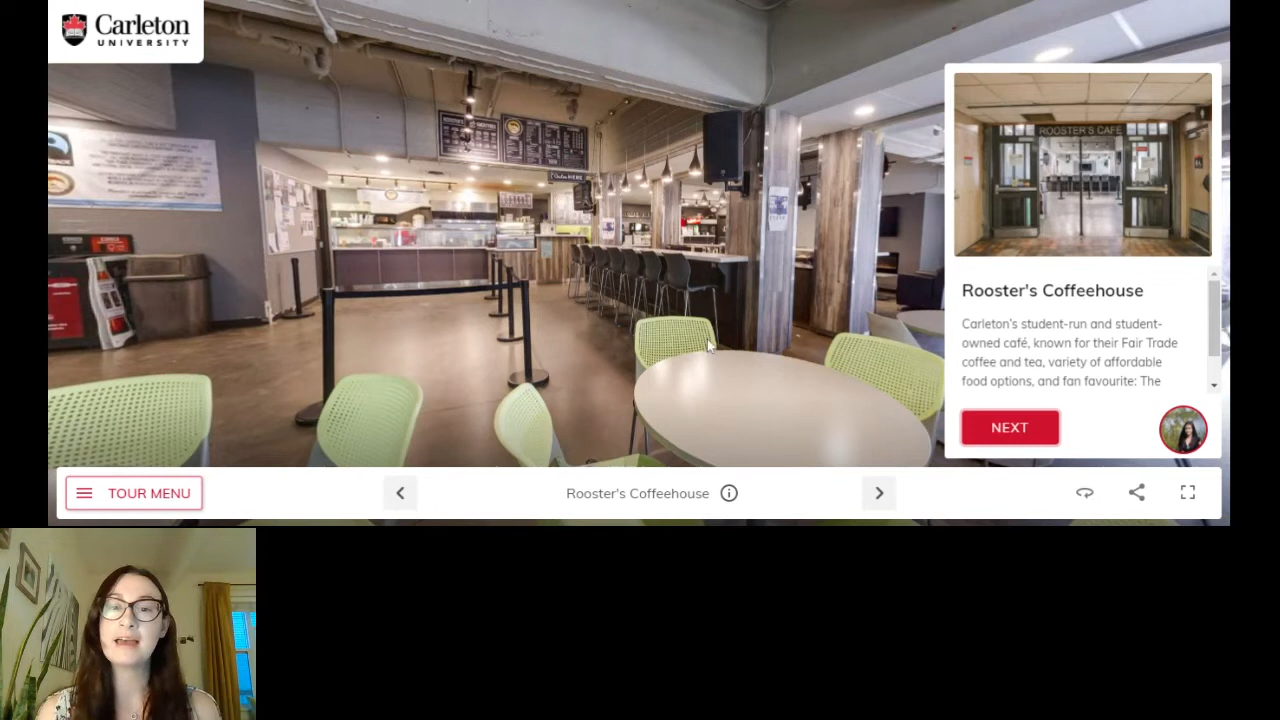 Carleton
UNIVERSITY
ROOSTER'S CAFÉ
Rooster's Coffeehouse
Carleton's student-run and student-
owned café, known for their Fair Trade
coffee and tea, variety of affordable
food options, and fan favourite: The
NEXT
TOUR MENU
Rooster's Coffeehouse